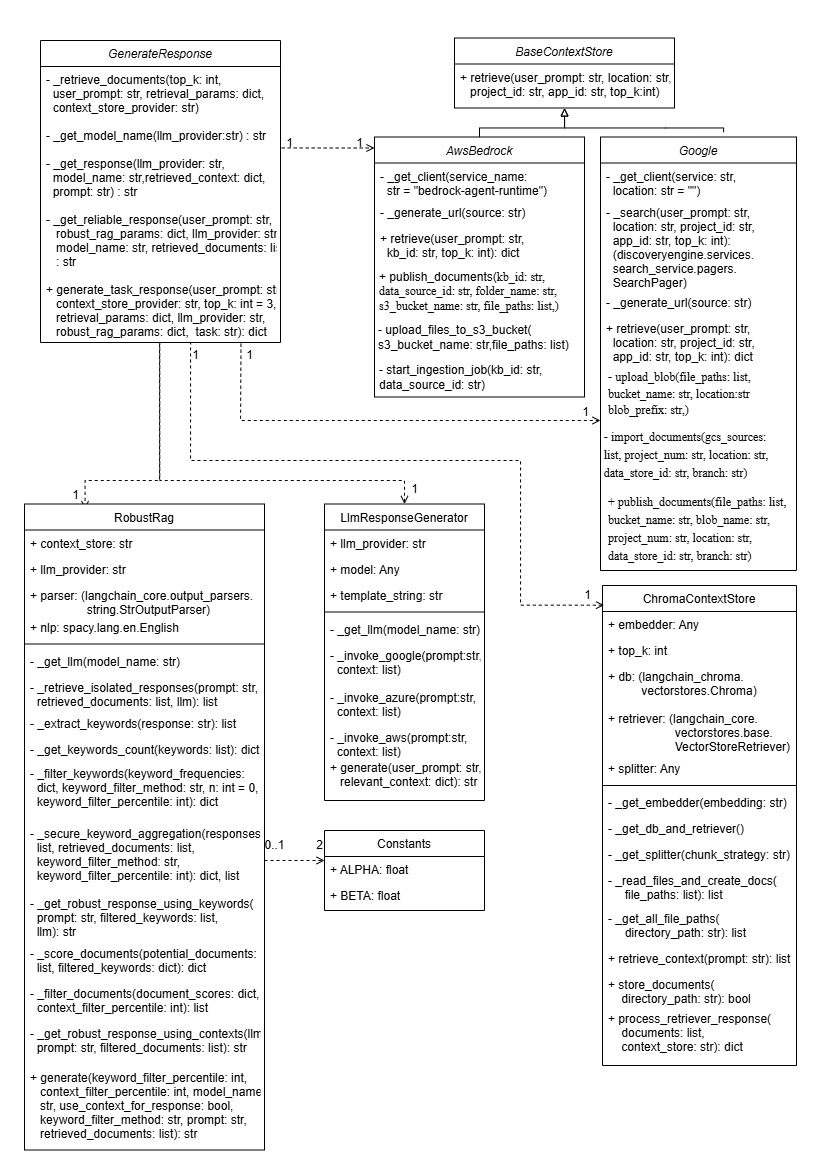 GenerateResponse
- _retrieve_documents(top_k: int,
user_prompt: str, retrieval_params: dict,
context_store_provider: str)
- _get_model_name(llm_provider:str) : str
- _get_response(llm_provider: str,
model_name: str,retrieved_context: dict,
prompt: str) : str
- _get_reliable_response(user_prompt: str,
robust_rag_params: dict, llm_provider: str
model_name: str, retrieved_documents: li
: str
+ generate_task_response(user_prompt: st
context_store_provider: str, top_k: int = 3,
retrieval_params: dict, llm_provider: str,
robust_rag_params: dict, task: str): dict
BaseContextStore
+ retrieve(user_prompt: str, location: str,
project_id: str, app_id: str, top_k:int)
1
1
AwsBedrock
- _get_client(service_name:
str = "bedrock-agent-runtime")
- _generate_url(source: str)
+ retrieve(user_prompt: str,
kb_id: str, top_k: int): dict
+ publish_documents(kb_id: str,
data_source_id: str, folder_name: str,
s3_bucket_name: str, file_paths: list,)
- upload_files_to_s3_bucket(
s3_bucket_name: str,file_paths: list)
- start_ingestion_job(kb_id: str,
data_source_id: str)
Google
- _get_client(service: str,
location: str = "")
- _search(user_prompt: str,
location: str, project_id: str,
app_id: str, top_k: int):
(discoveryengine.services.
search_service.pagers.
SearchPager)
- _generate_url(source: str)
+ retrieve(user_prompt: str,
location: str, project_id: str,
app_id: str, top_k: int): dict
- upload_blob(file_paths: list,
bucket_name: str, location:str
blob_prefix: str,)
- import_documents(gcs_sources:
list, project_num: str, location: str,
data_store_id: str, branch: str)
+ publish_documents(file_paths: list,
bucket_name: str, blob_name: str,
project_num: str, location: str,
data_store_id: str, branch: str)
1
1
1
1
1
1
RobustRag
+ context_store: str
+ llm_provider: str
+ parser: (langchain_core.output_parsers.
string.StrOutputParser)
+ nlp: spacy.lang.en.English
- _get_llm(model_name: str)
- _retrieve_isolated_responses(prompt: str,
retrieved_documents: list, llm): list
- _extract_keywords(response: str): list
- _get_keywords_count(keywords: list): dict
- _filter_keywords(keyword_frequencies:
dict, keyword_filter_method: str, n: int = 0,
keyword_filter_percentile: int): dict
- _secure_keyword_aggregation(responses
list, retrieved_documents: list,
keyword_filter_method: str,
keyword_filter_percentile: int): dict, list
- _get_robust_response_using_keywords(
prompt: str, filtered_keywords: list,
llm): str
- _score_documents(potential_documents:
list, filtered_keywords: dict): dict
- _filter_documents(document_scores: dict,
context_filter_percentile: int): list
- _get_robust_response_using_contexts(llm
prompt: str, filtered_documents: list): str
+ generate(keyword_filter_percentile: int,
context_filter_percentile: int, model_name
str, use_context_for_response: bool,
keyword_filter_method: str, prompt: str,
retrieved_documents: list): str
LlmResponseGenerator
+ llm_provider: str
+ model: Any
+ template_string: str
- _get_llm(model_name: str)
- _invoke_google(prompt:str,
context: list)
- _invoke_azure(prompt:str,
context: list)
- _invoke_aws(prompt:str,
context: list)
+ generate(user_prompt: str,
relevant_context: dict): str
0..1
2
Constants
+ ALPHA: float
+ BETA: float
ChromaContextStore
+ embedder: Any
+ top_k: int
+ db: (langchain_chroma.
vectorstores.Chroma)
+ retriever: (langchain_core.
vectorstores.base.
VectorStoreRetriever)
+ splitter: Any
- _get_embedder(embedding: str)
- _get_db_and_retriever()
- _get_splitter(chunk_strategy: str)
- _read_files_and_create_docs(
file_paths: list): list
- _get_all_file_paths(
directory_path: str): list
+ retrieve_context(prompt: str): list
+ store_documents(
directory_path: str): bool
+ process_retriever_response(
documents: list,
context_store: str): dict